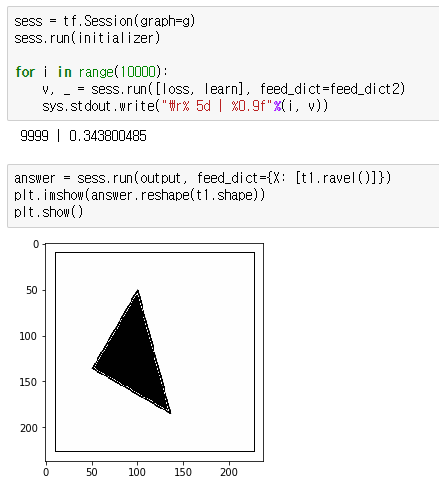 sess = tf.Session(graph=g)
sess.run(initializer)
for i in range(10000):
    v, _ = sess.run([loss, learn], feed_dict=feed_dict2)
    sys.stdout.write("₩r% 5d | %0.9f"%(i, v))
9999 | 0.343800485
answer = sess.run(output, feed_dict={X: [t1.ravel()]})
plt.imshow(answer.reshape(t1.shape))
plt.show()
0
50
100
150
200
0 50 100 150 200